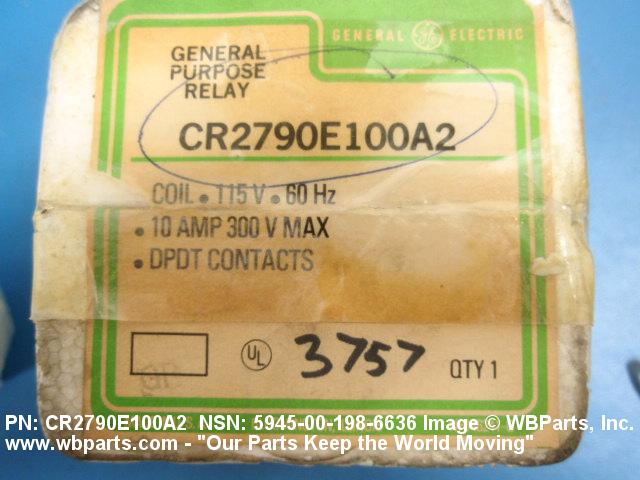 GENERAL ELECTRIC
GENERAL
PURPOSE
RELAY
CR2790E100A2
COIL • 115 V • 60 Hz
• 10 AMP 300 V MAX
• DPDT CONTACTS
UL 3757 QTY 1
PN: CR2790E100A2 NSN: 5945-00-198-6636 Image © WBParts, Inc.
www.wbparts.com - "Our Parts Keep the World Moving"